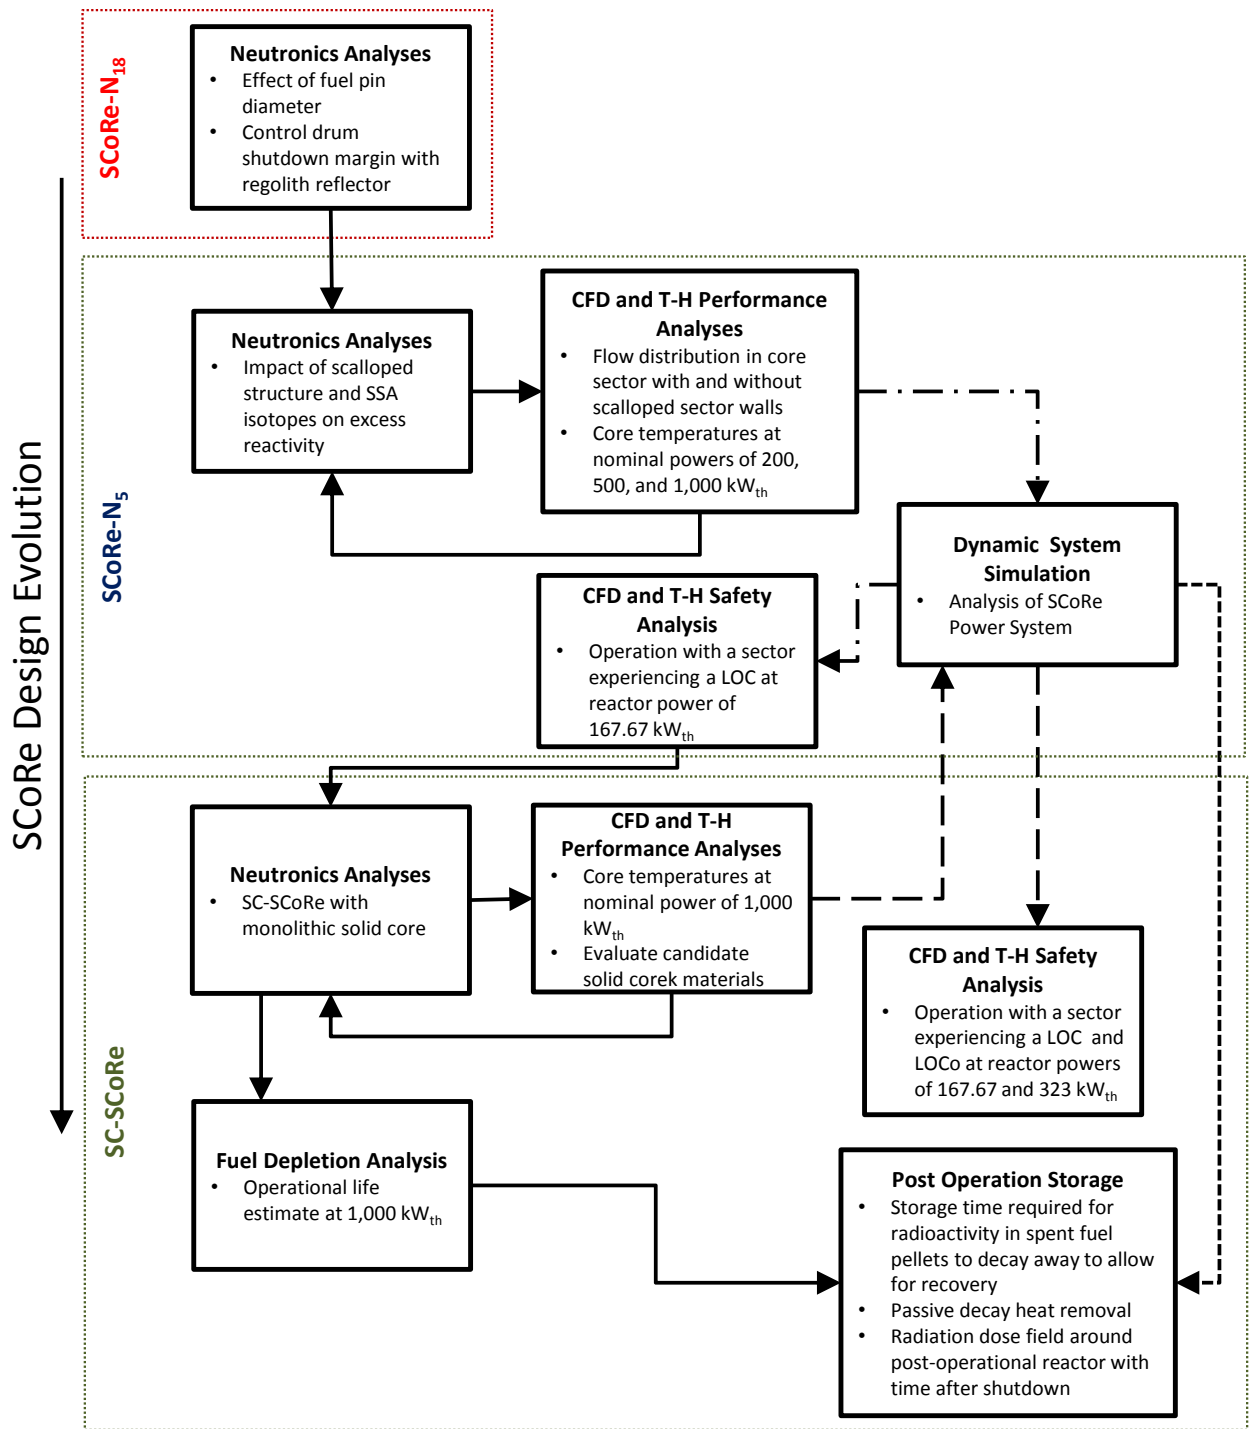 SCoRe Design Evolution
SCoRe-N18
Neutronics Analyses
• Effect of fuel pin
diameter
• Control drum
shutdown margin with
regolith reflector
SCoRe-N5
Neutronics Analyses
• Impact of scalloped
structure and SSA
isotopes on excess
reactivity
CFD and T-H Performance
Analyses
• Flow distribution in core
sector with and without
scalloped sector walls
• Core temperatures at
nominal powers of 200,
500, and 1,000 kWth
Dynamic System
Simulation
• Analysis of SCoRe
Power System
CFD and T-H Safety
Analysis
• Operation with a sector
experiencing a LOC at
reactor power of
167.67 kWth
SC-SCoRe
Neutronics Analyses
• SC-SCoRe with
monolithic solid core
CFD and T-H
Performance Analyses
• Core temperatures at
nominal power of 1,000
kWth
• Evaluate candidate
solid corek materials
CFD and T-H Safety
Analysis
• Operation with a sector
experiencing a LOC and
LOCo at reactor powers
of 167.67 and 323 kWth
Fuel Depletion Analysis
• Operational life
estimate at 1,000 kWth
Post Operation Storage
• Storage time required for
radioactivity in spent fuel
pellets to decay away to allow
for recovery
• Passive decay heat removal
• Radiation dose field around
post-operational reactor with
time after shutdown